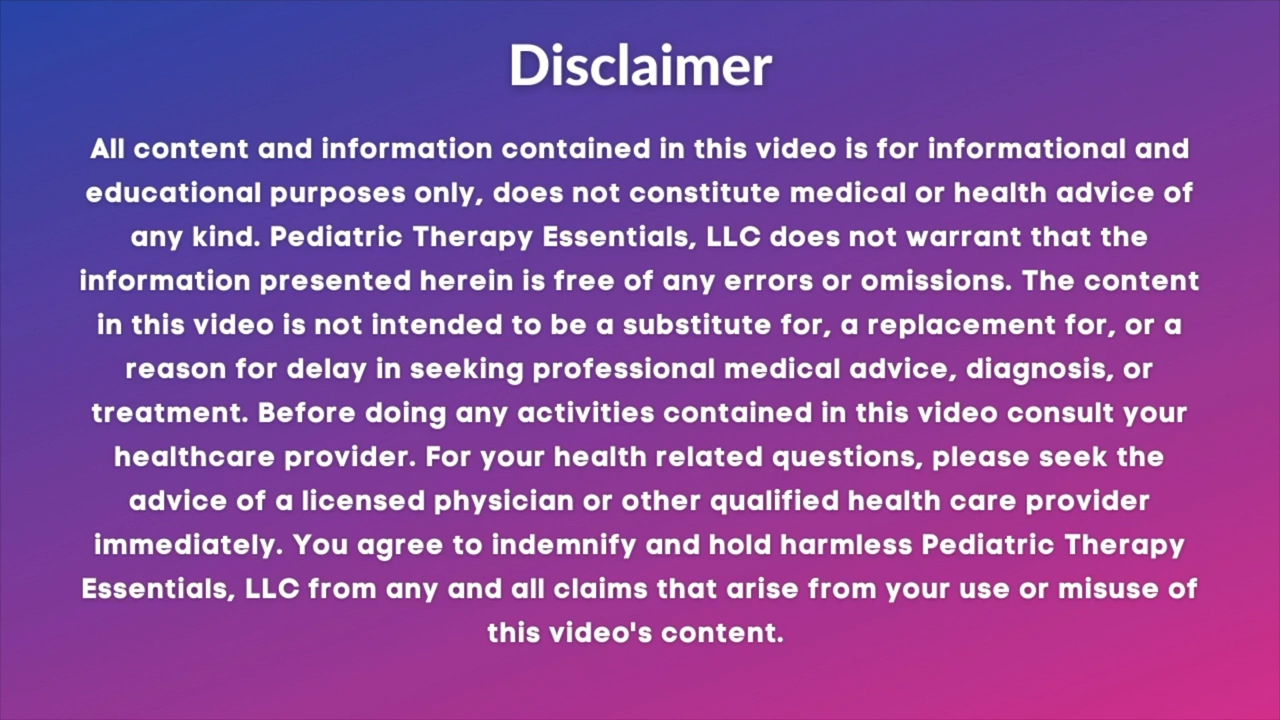 Disclaimer
All content and information contained in this video is for informational and
educational purposes only, does not constitute medical or health advice of
any kind. Pediatric Therapy Essentials, LLC does not warrant that the
information presented herein is free of any errors or omissions. The content
in this video is not intended to be a substitute for, a replacement for, or a
reason for delay in seeking professional medical advice, diagnosis, or
treatment. Before doing any activities contained in this video consult your
healthcare provider. For your health related questions, please seek the
advice of a licensed physician or other qualified health care provider
immediately. You agree to indemnify and hold harmless Pediatric Therapy
Essentials, LLC from any and all claims that arise from your use or misuse of
this video's content.